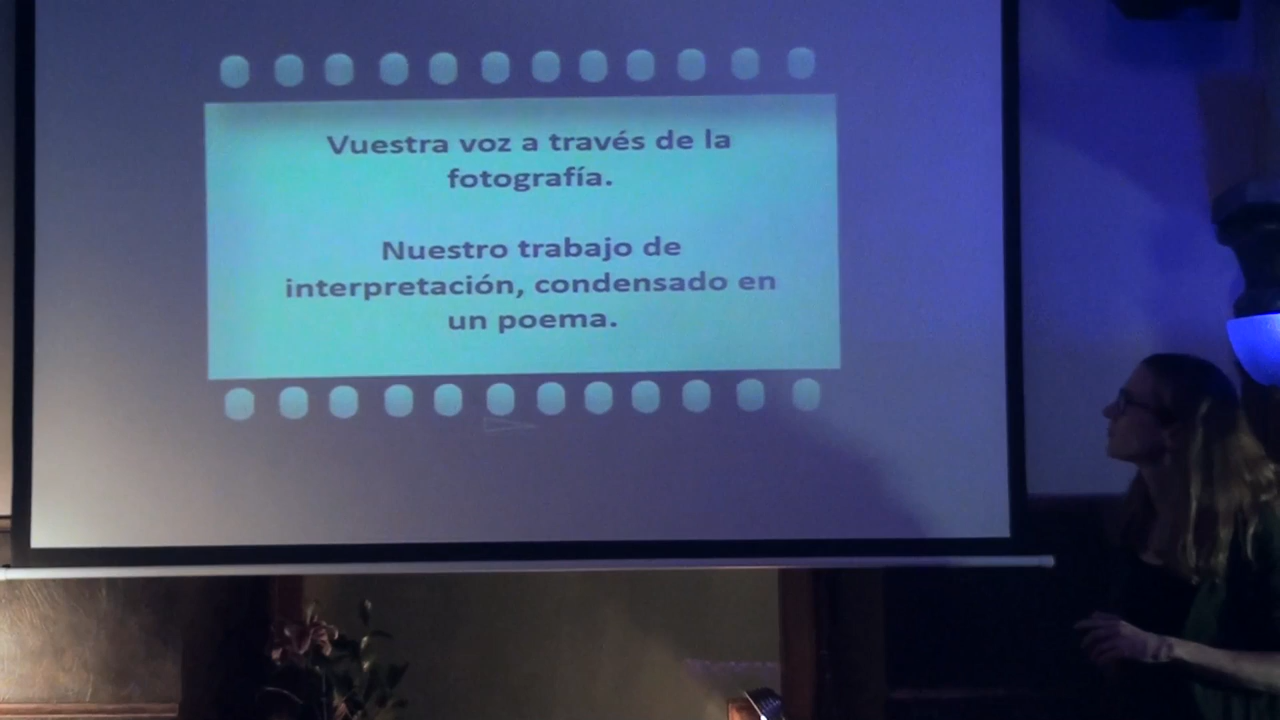 Vuestra voz a través de la
fotografía.
Nuestro trabajo de
interpretación, condensado en
un poema.